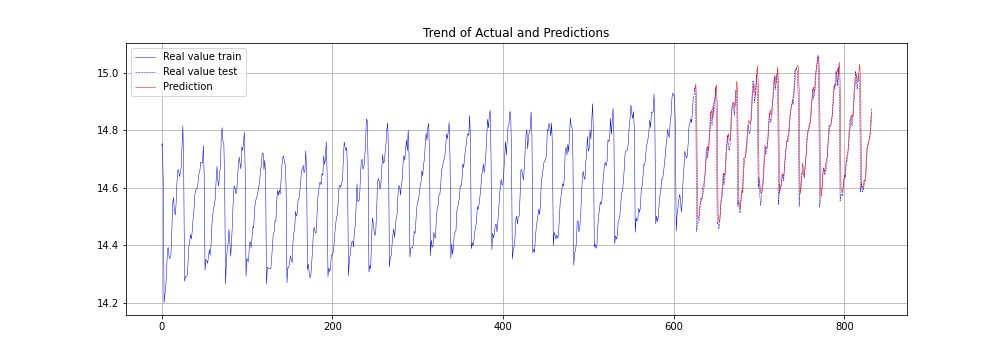 Trend of Actual and Predictions
Real value train
Real value test
Prediction
15.0
14.8
14.6
14.4
14.2
0
200
400
600
800